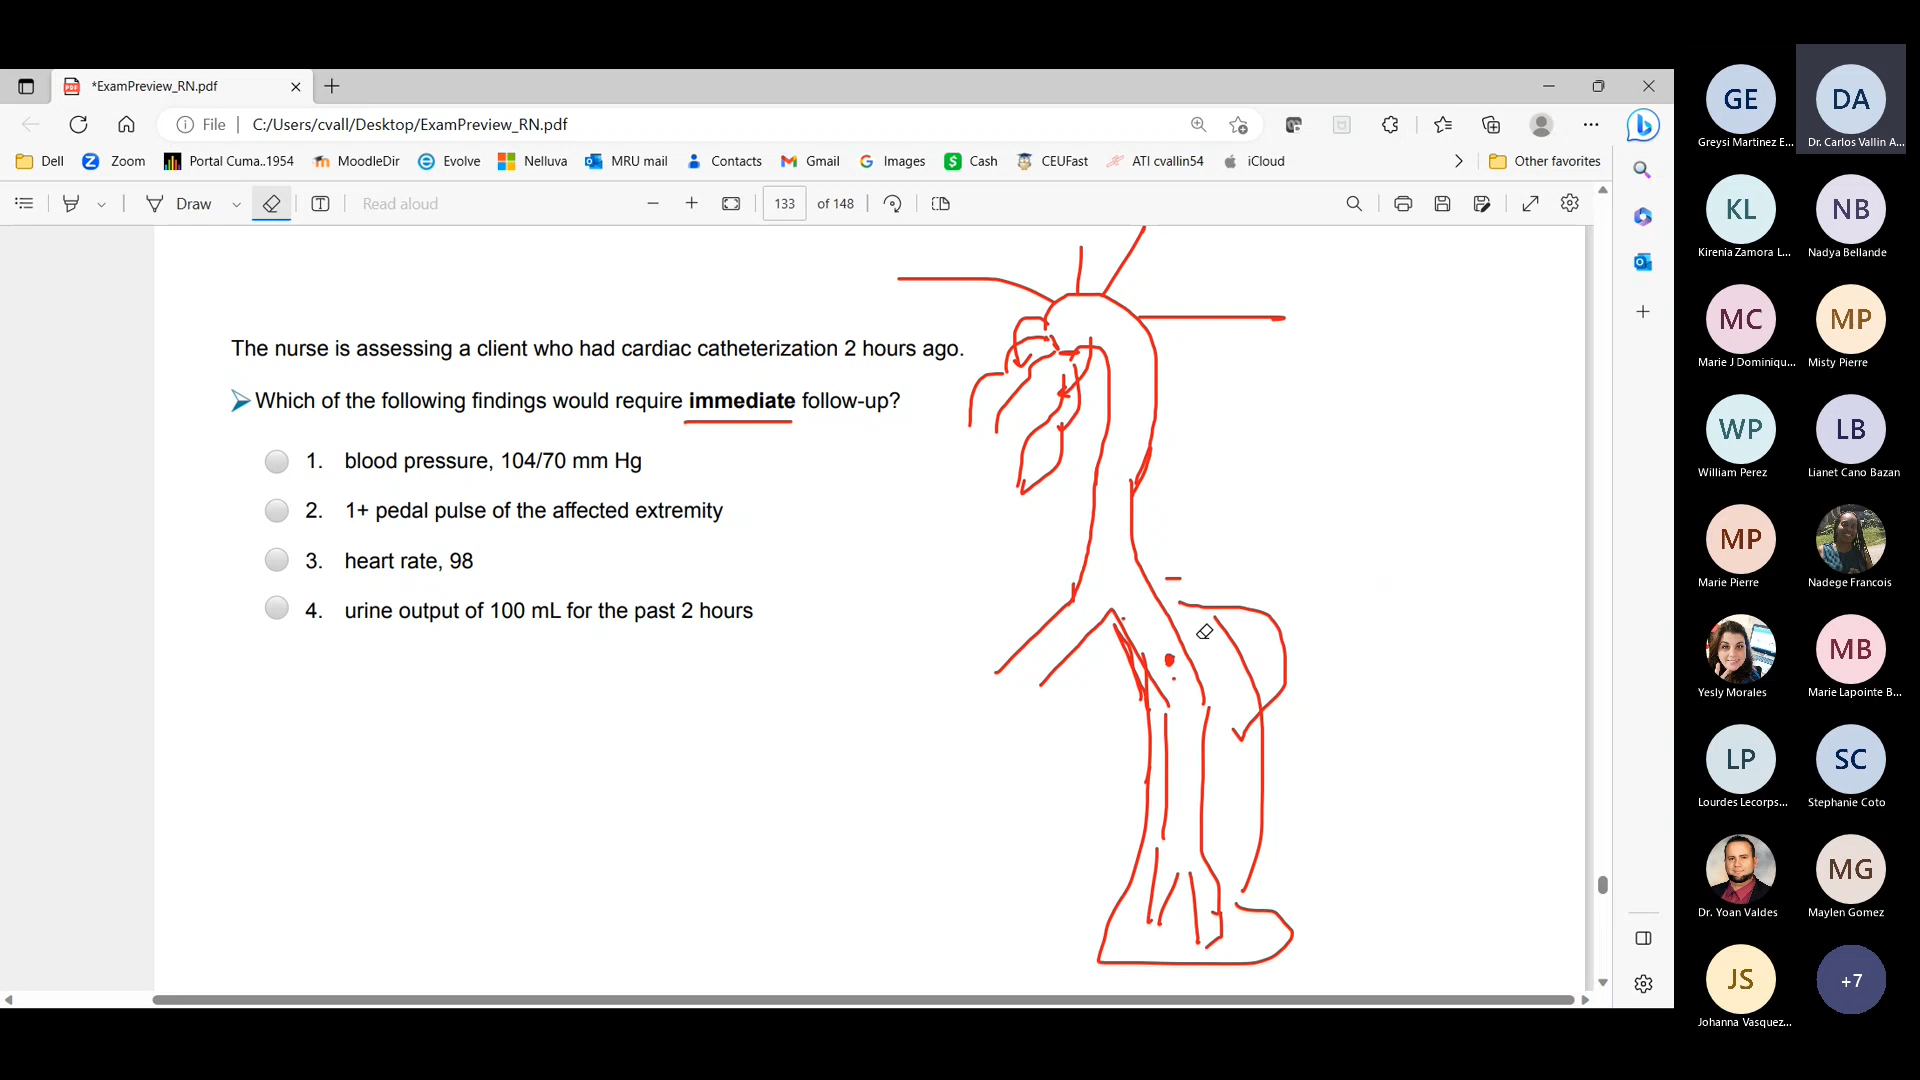 *ExamPreview_RN.pdf
File | C:/Users/cvall/Desktop/ExamPreview_RN.pdf
Dell Zoom Portal Cuma..1954 MoodleDir Evolve Nelluva MRU mail Contacts Gmail Images Cash CEUFast ATI cvallin54 iCloud Other favorites
Draw Read aloud 133 of 148
The nurse is assessing a client who had cardiac catheterization 2 hours ago.
Which of the following findings would require immediate follow-up?
1. blood pressure, 104/70 mm Hg
2. 1+ pedal pulse of the affected extremity
3. heart rate, 98
4. urine output of 100 mL for the past 2 hours
GE DA
Greysi Martinez E... Dr. Carlos Vallin A...
KL NB
Kirenia Zamora L... Nadya Bellande
MC MP
Marie J Dominiqu... Misty Pierre
WP LB
William Perez Lianet Cano Bazan
MP
Marie Pierre Nadege Francois
MB
Yesly Morales Marie Lapointe B...
LP SC
Lourdes Lecorps... Stephanie Coto
MG
Dr. Yoan Valdes Maylen Gomez
JS +7
Johanna Vasquez...